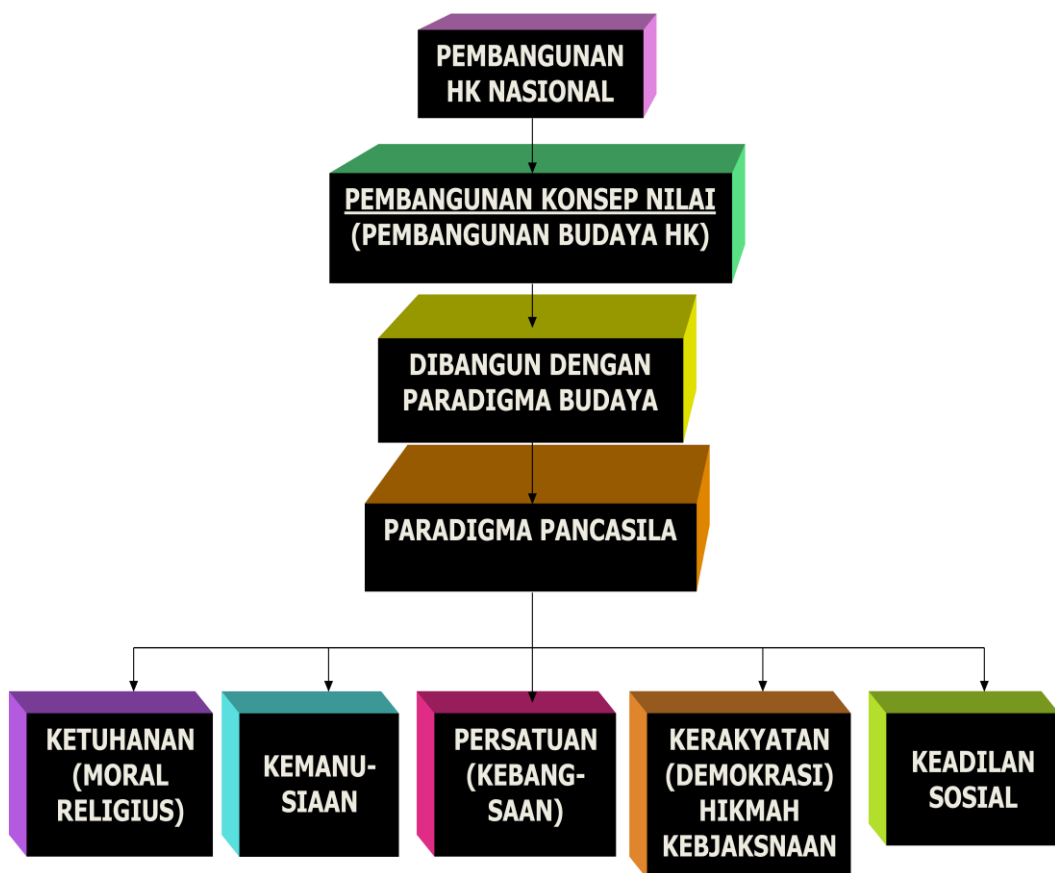 PEMBANGUNAN
HK NASIONAL
PEMBANGUNAN KONSEP NILAI
(PEMBANGUNAN BUDAYA HK)
DIBANGUN DENGAN
PARADIGMA BUDAYA
PARADIGMA PANCASILA
KETUHANAN
(MORAL
RELIGIUS)
KEMANU-
SIAAN
PERSATUAN
(KEBANG-
SAAN)
KERAKYATAN
(DEMOKRASI)
HIKMAH
KEBJAKSNAAN
KEADILAN
SOSIAL